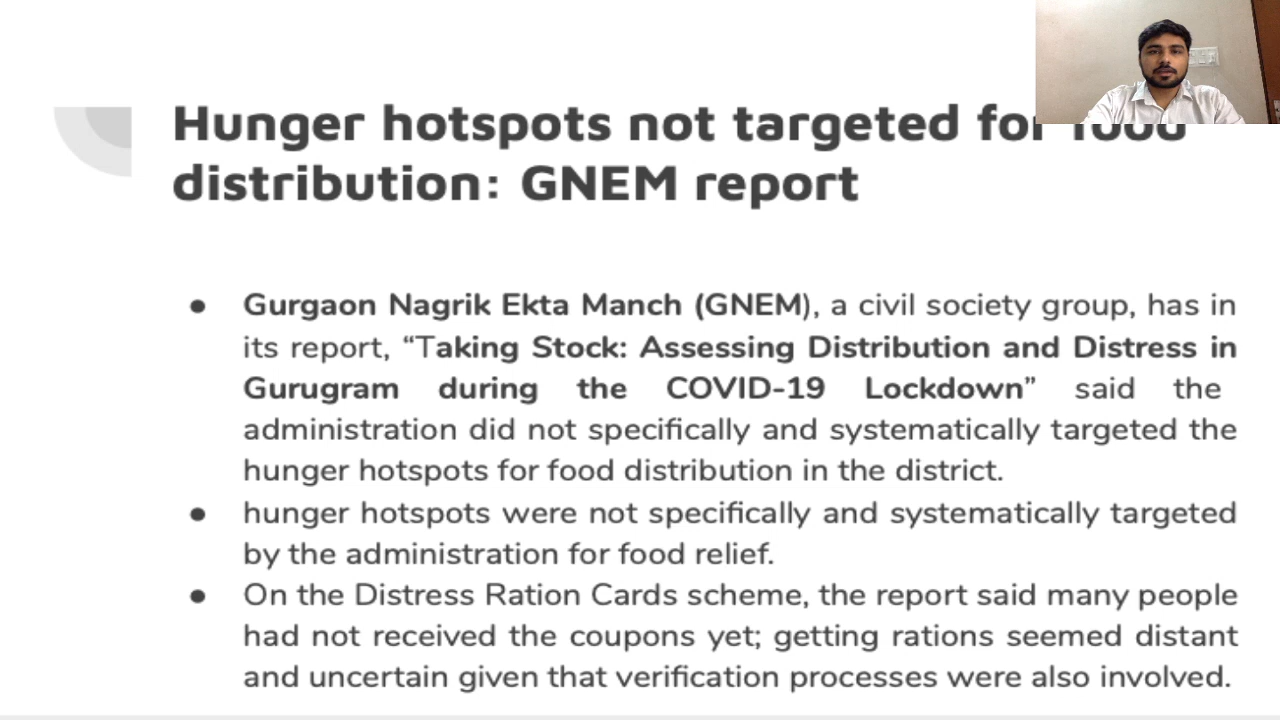 Hunger hotspots not targeted for food
distribution: GNEM report
● Gurgaon Nagrik Ekta Manch (GNEM), a civil society group, has in
its report, “Taking Stock: Assessing Distribution and Distress in
Gurugram during the COVID-19 Lockdown” said the
administration did not specifically and systematically targeted the
hunger hotspots for food distribution in the district.
● hunger hotspots were not specifically and systematically targeted
by the administration for food relief.
● On the Distress Ration Cards scheme, the report said many people
had not received the coupons yet; getting rations seemed distant
and uncertain given that verification processes were also involved.